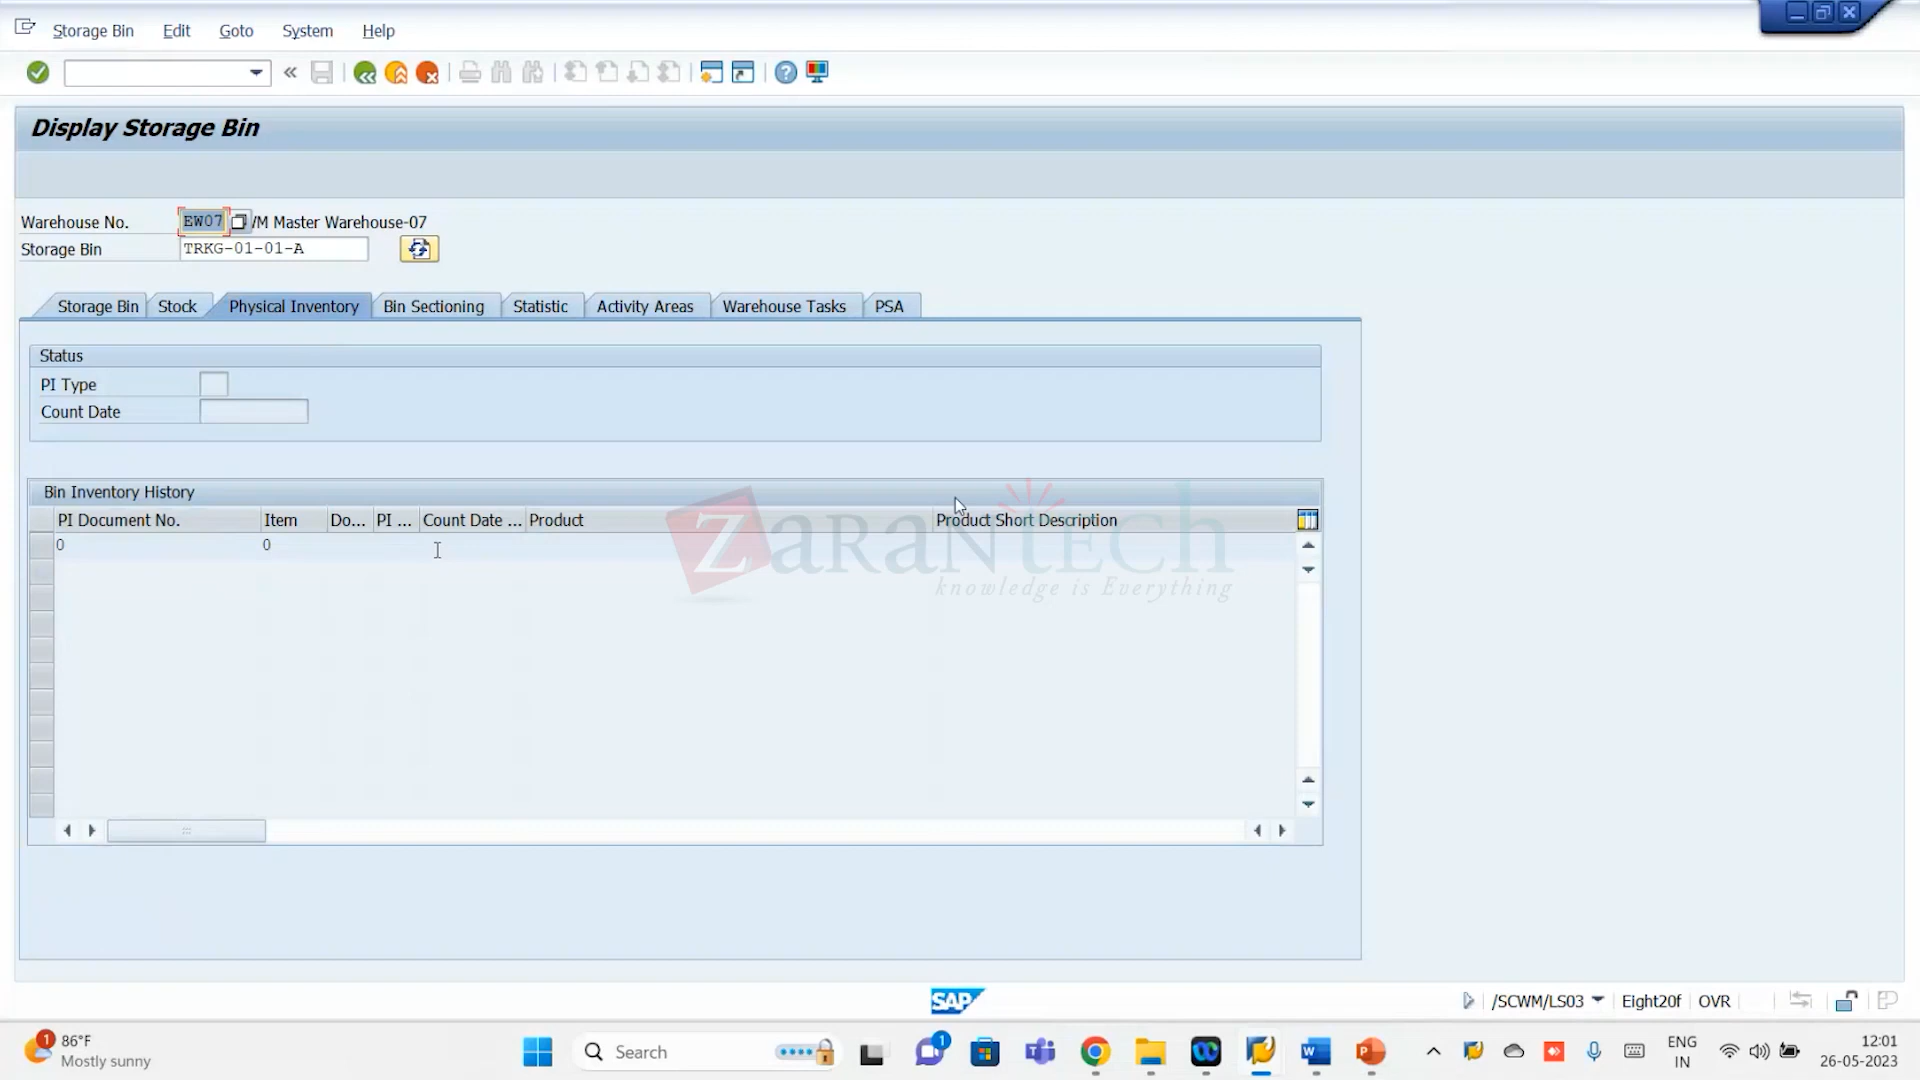 Storage Bin Edit Goto System Help
Display Storage Bin
Warehouse No. EW07 /M Master Warehouse-07
Storage Bin TRKG-01-01-A
Storage Bin Stock Physical Inventory Bin Sectioning Statistic Activity Areas Warehouse Tasks PSA
Status
PI Type
Count Date
Bin Inventory History
PI Document No. Item Do... PI ... Count Date ... Product Product Short Description
0 0
ZaranTech
knowledge is Everything
SAP /SCWM/LS03 Eight20f OVR
1 86°F
Mostly sunny
Search
1
ENG
IN
12:01
26-05-2023